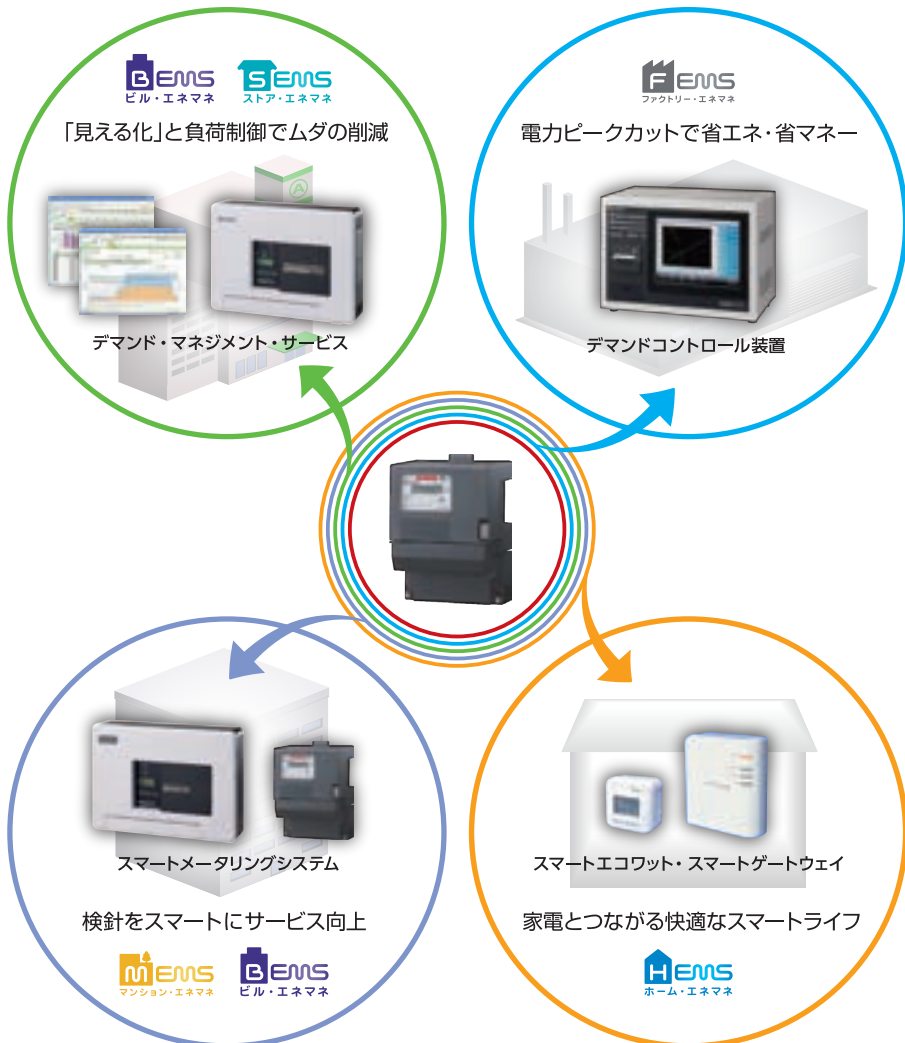 BEMS SEMS
ビル・エネマネ ストア・エネマネ
「見える化」と負荷制御でムダの削減
A
デマンド・マネジメント・サービス
FEMS
ファクトリー・エネマネ
電力ピークカットで省エネ・省マネー
デマンドコントロール装置
スマートメータリングシステム
検針をスマートにサービス向上
MEMS BEMS
マンション・エネマネ ビル・エネマネ
スマートエコワット・スマートゲートウェイ
家電とつながる快適なスマートライフ
HEMS
ホーム・エネマネ